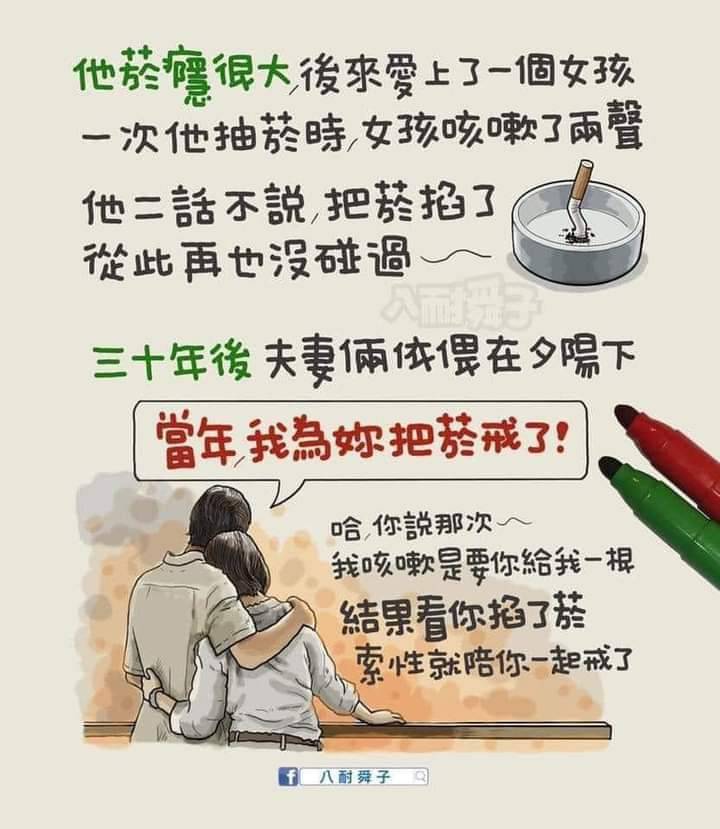 他菸癮很大,後來愛上了一個女孩
一次他抽菸時,女孩咳嗽了兩聲
他二話不說,把菸掐了
從此再也沒碰過～
八耐舜子
三十年後 夫妻倆依偎在夕陽下
當年,我為妳把菸戒了!
哈,你說那次～
我咳嗽是要你給我一根
結果看你掐了菸
索性就陪你一起戒了
f 八耐舜子